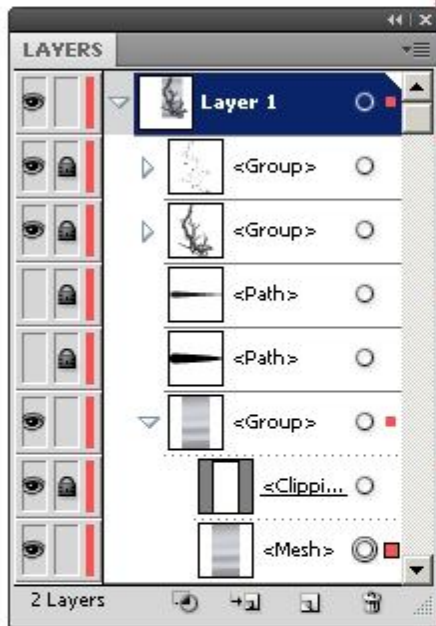 LAYERS
Layer 1
<Group>
<Group>
<Path>
<Path>
<Group>
<Clippi...
<Mesh>
2 Layers